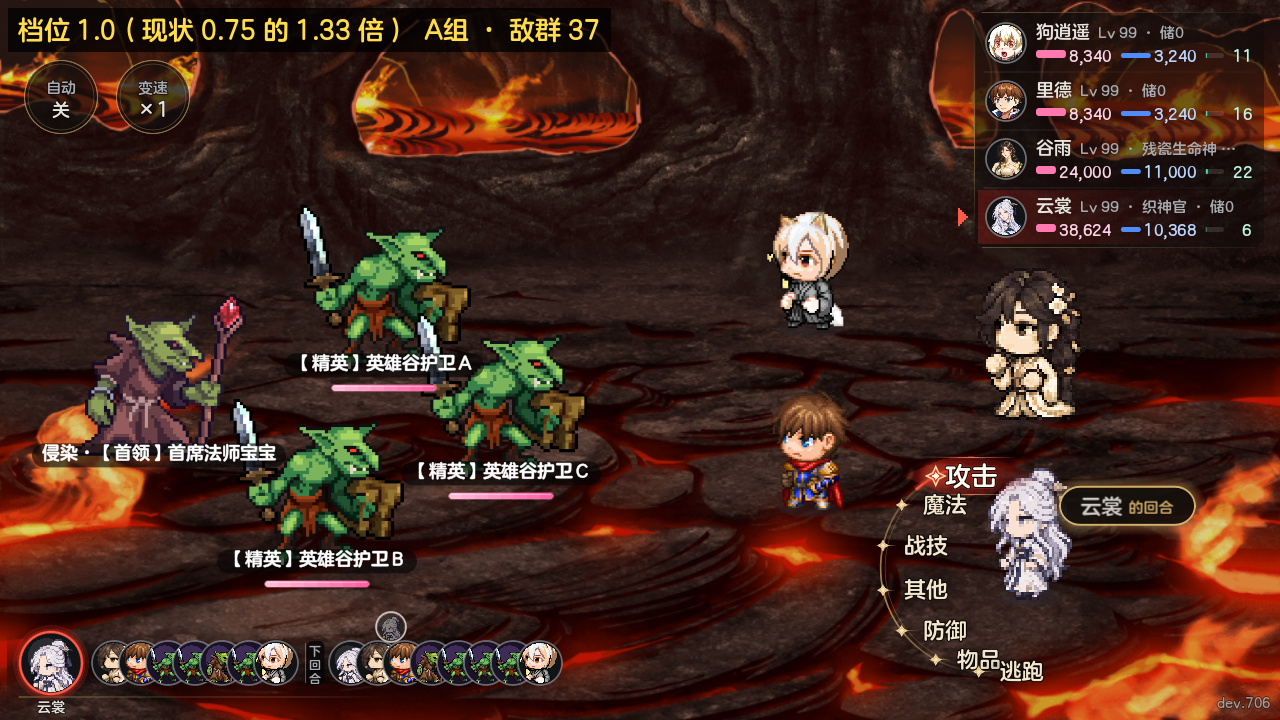 档位 1.0（现状 0.75 的 1.33 倍） A组 · 敌群 37
自动
关
变速
×1
狗逍遥 Lv 99 · 储0
8,340 3,240 11
里德 Lv 99 · 储0
8,340 3,240 16
谷雨 Lv 99 · 残瓷生命神 ···
24,000 11,000 22
云裳 Lv 99 · 织神官 · 储0
38,624 10,368 6
【精英】英雄谷护卫A
侵染·【首领】首席法师宝宝
【精英】英雄谷护卫C
【精英】英雄谷护卫B
攻击
魔法
战技
其他
防御
物品
逃跑
云裳 的回合
下回合
云裳
dev.706